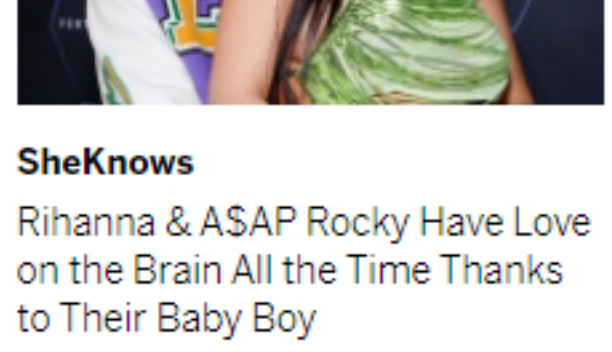 SheKnows
Rihanna & A$AP Rocky Have Love
on the Brain All the Time Thanks
to Their Baby Boy